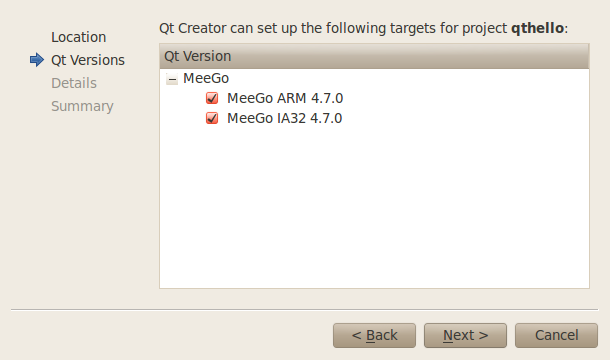 Location
Qt Versions
Details
Summary
Qt Creator can set up the following targets for project qthello:
Qt Version
MeeGo
MeeGo ARM 4.7.0
MeeGo IA32 4.7.0
< Back
Next >
Cancel